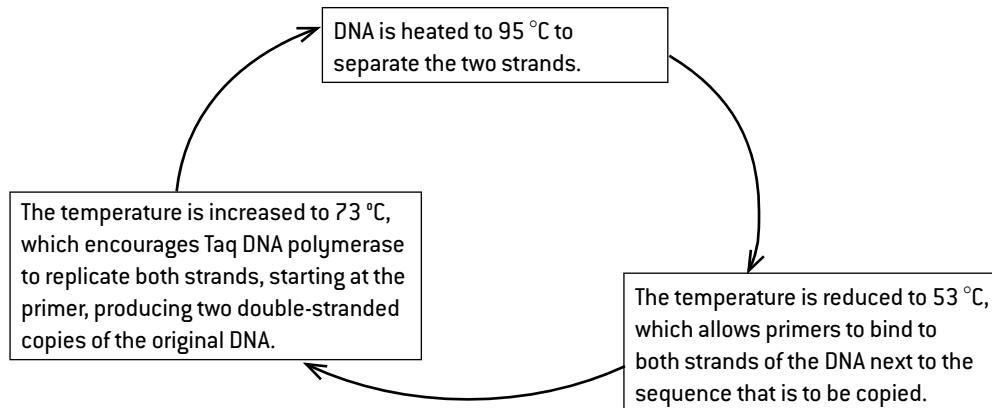 DNA is heated to 95 °C to
separate the two strands.
The temperature is reduced to 53 °C,
which allows primers to bind to
both strands of the DNA next to the
sequence that is to be copied.
The temperature is increased to 73 ºC,
which encourages Taq DNA polymerase
to replicate both strands, starting at the
primer, producing two double-stranded
copies of the original DNA.